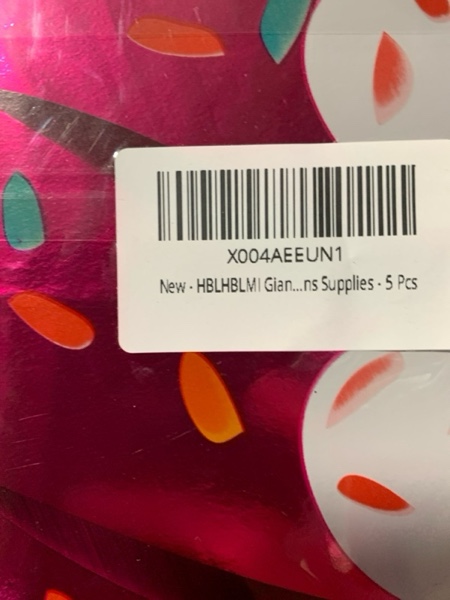 X004AEEUN1
New - HBLHBLMI Gian...ns Supplies - 5 Pcs